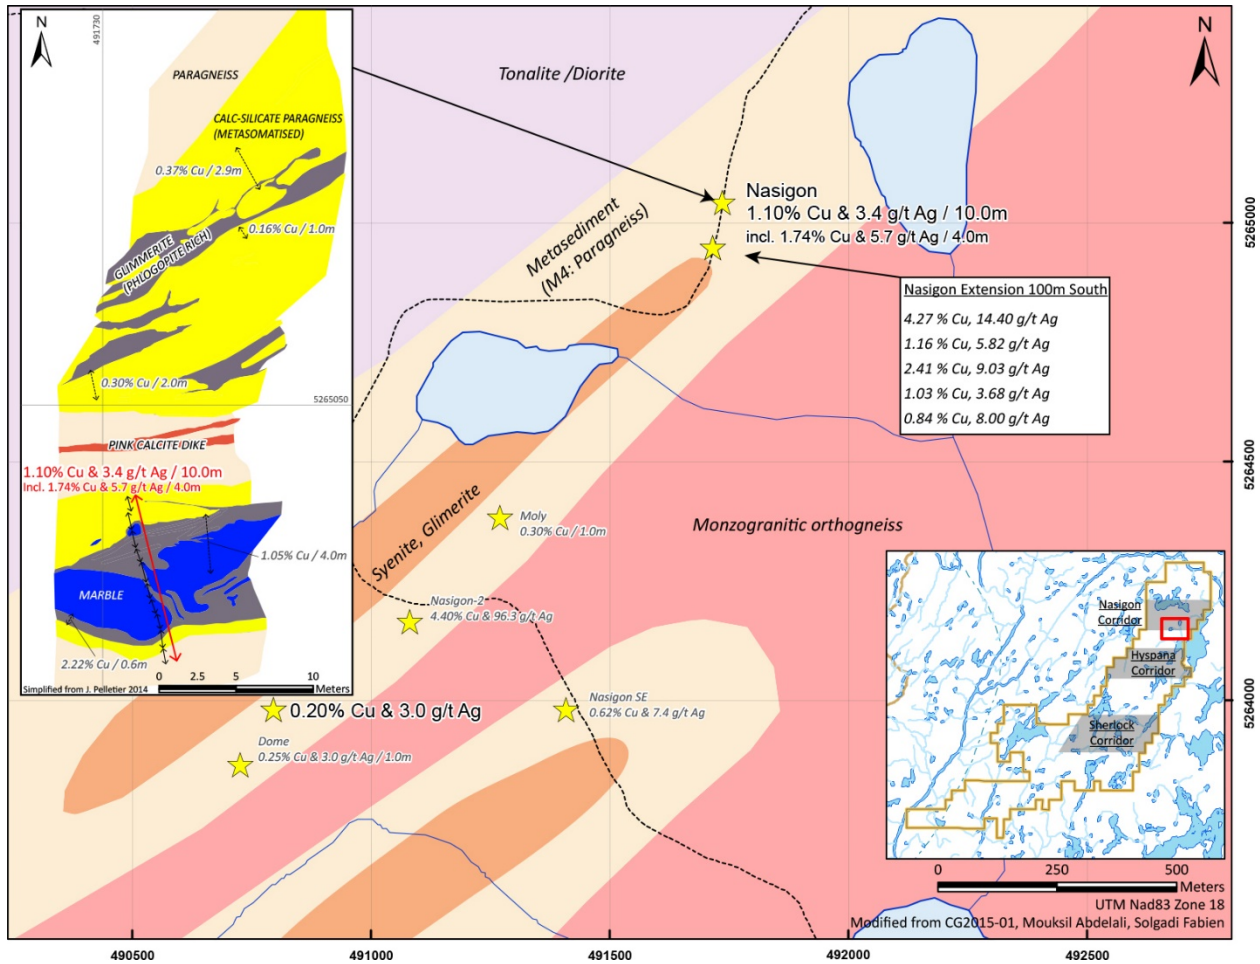 N
491730
PARAGNEISS
CALC-SILICATE PARAGNEISS
(METASOMATISED)
0.37% Cu / 2.9m
0.16% Cu / 1.0m
GLIMMERITE
(PHLOGOPITE RICH)
0.30% Cu / 2.0m
5265050
PINK CALCITE DIKE
1.10% Cu & 3.4 g/t Ag / 10.0m
Incl. 1.74% Cu & 5.7 g/t Ag / 4.0m
1.05% Cu / 4.0m
MARBLE
2.22% Cu / 0.6m
Simplified from J. Pelletier 2014
0 2.5 5 10
Meters
Tonalite /Diorite
N
Metasediment
(M4: Paragneiss)
Nasigon
1.10% Cu & 3.4 g/t Ag / 10.0m
incl. 1.74% Cu & 5.7 g/t Ag / 4.0m
Nasigon Extension 100m South
4.27 % Cu, 14.40 g/t Ag
1.16 % Cu, 5.82 g/t Ag
2.41 % Cu, 9.03 g/t Ag
1.03 % Cu, 3.68 g/t Ag
0.84 % Cu, 8.00 g/t Ag
5265000
5264500
5264000
Syenite, Glimerite
Moly
0.30% Cu / 1.0m
Monzogranitic orthogneiss
Nasigon-2
4.40% Cu & 96.3 g/t Ag
Nasigon SE
0.62% Cu & 7.4 g/t Ag
0.20% Cu & 3.0 g/t Ag
Dome
0.25% Cu & 3.0 g/t Ag / 1.0m
Nasigon
Corridor
Hyspana
Corridor
Sherlock
Corridor
0 250 500
Meters
UTM Nad83 Zone 18
Modified from CG2015-01, Mouksil Abdelali, Solgadi Fabien
490500 491000 491500 492000 492500